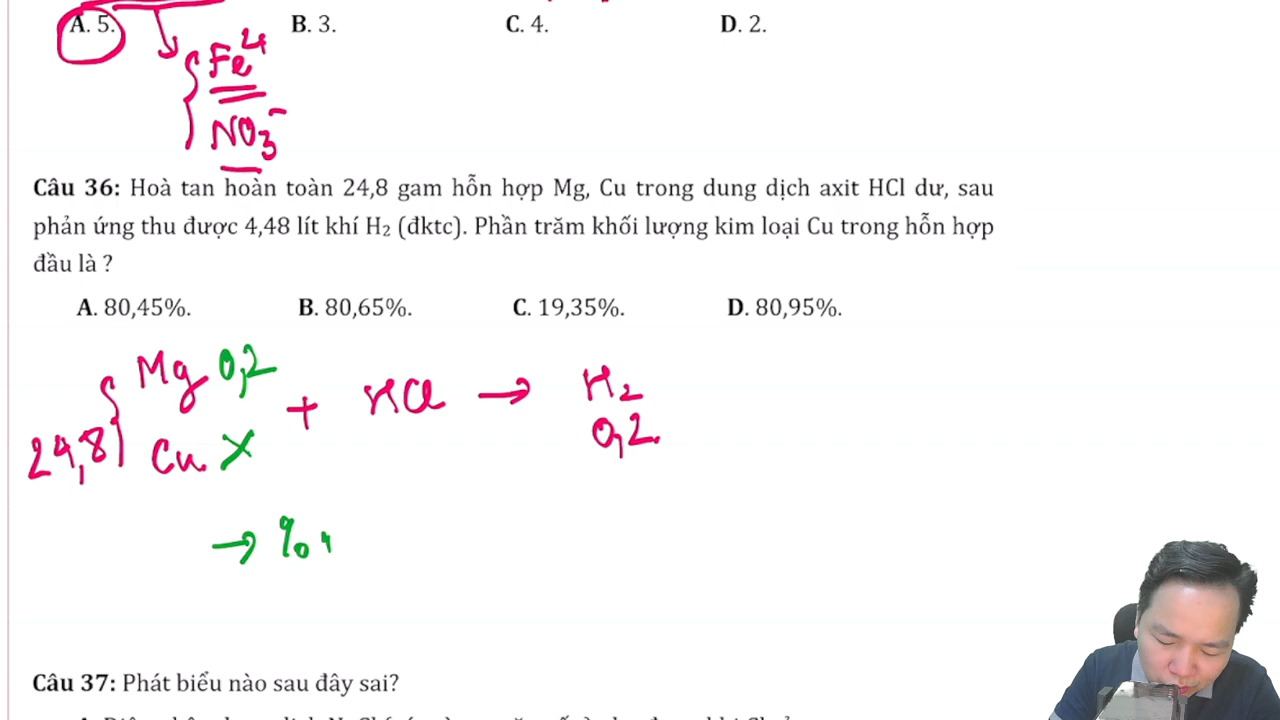 A. 5. B. 3. C. 4. D. 2.
Fe²⁺
NO₃⁻
Câu 36: Hoà tan hoàn toàn 24,8 gam hỗn hợp Mg, Cu trong dung dịch axit HCl dư, sau
phản ứng thu được 4,48 lít khí H₂ (đktc). Phần trăm khối lượng kim loại Cu trong hỗn hợp
đầu là ?
A. 80,45%. B. 80,65%. C. 19,35%. D. 80,95%.
Mg 0,2 + HCl → H₂
24,8 Cu X 0,2
→ %
Câu 37: Phát biểu nào sau đây sai?